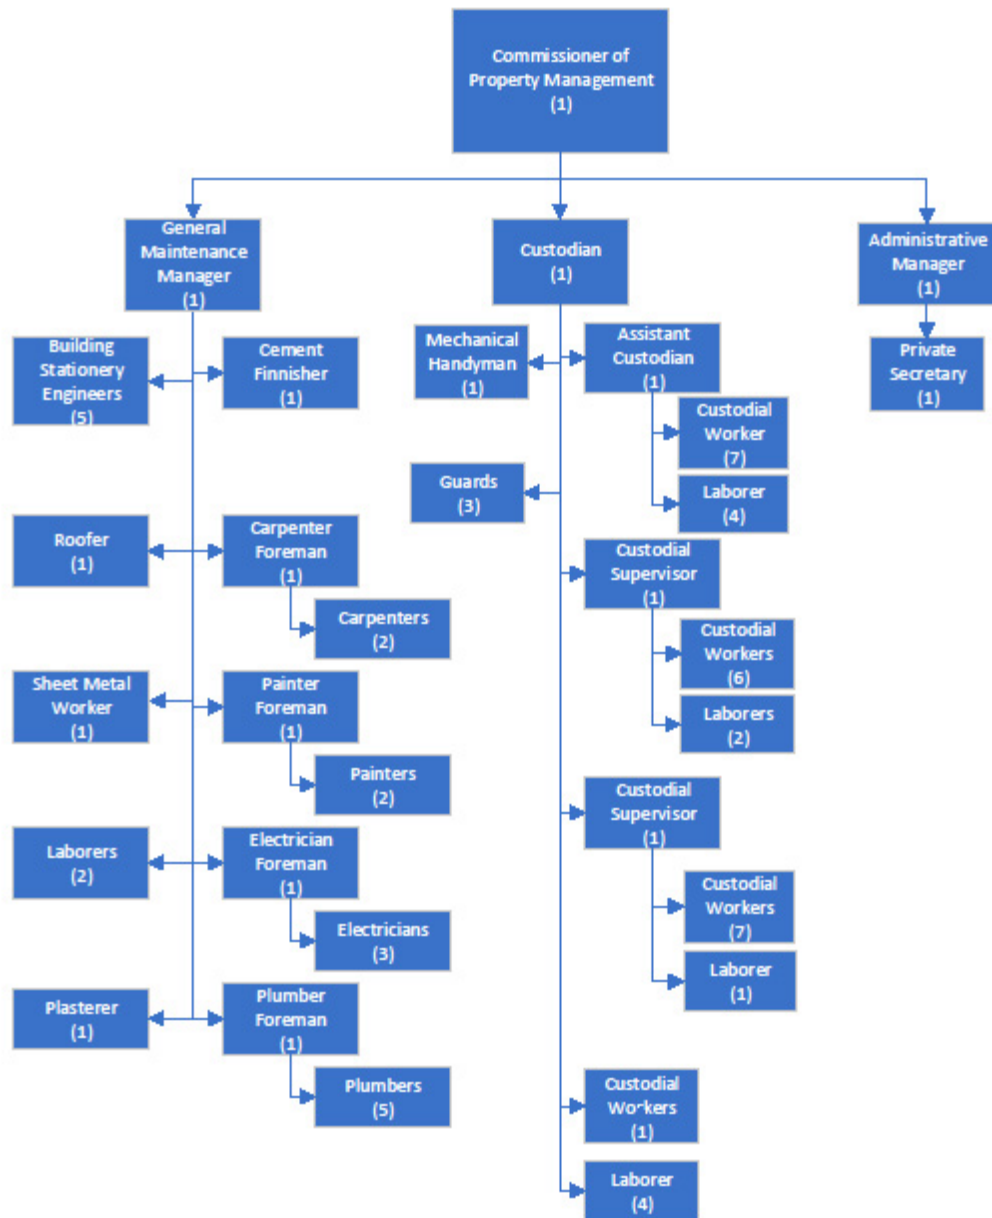 Commissioner of
Property Management
(1)
General
Maintenance
Manager
(1)
Custodian
(1)
Administrative
Manager
(1)
Building
Stationery
Engineers
(5)
Cement
Finnisher
(1)
Mechanical
Handyman
(1)
Assistant
Custodian
(1)
Private
Secretary
(1)
Custodial
Worker
(7)
Guards
(3)
Laborer
(4)
Roofer
(1)
Carpenter
Foreman
(1)
Custodial
Supervisor
(1)
Carpenters
(2)
Custodial
Workers
(6)
Sheet Metal
Worker
(1)
Painter
Foreman
(1)
Laborers
(2)
Painters
(2)
Custodial
Supervisor
(1)
Laborers
(2)
Electrician
Foreman
(1)
Custodial
Workers
(7)
Electricians
(3)
Laborer
(1)
Plasterer
(1)
Plumber
Foreman
(1)
Plumbers
(5)
Custodial
Workers
(1)
Laborer
(4)